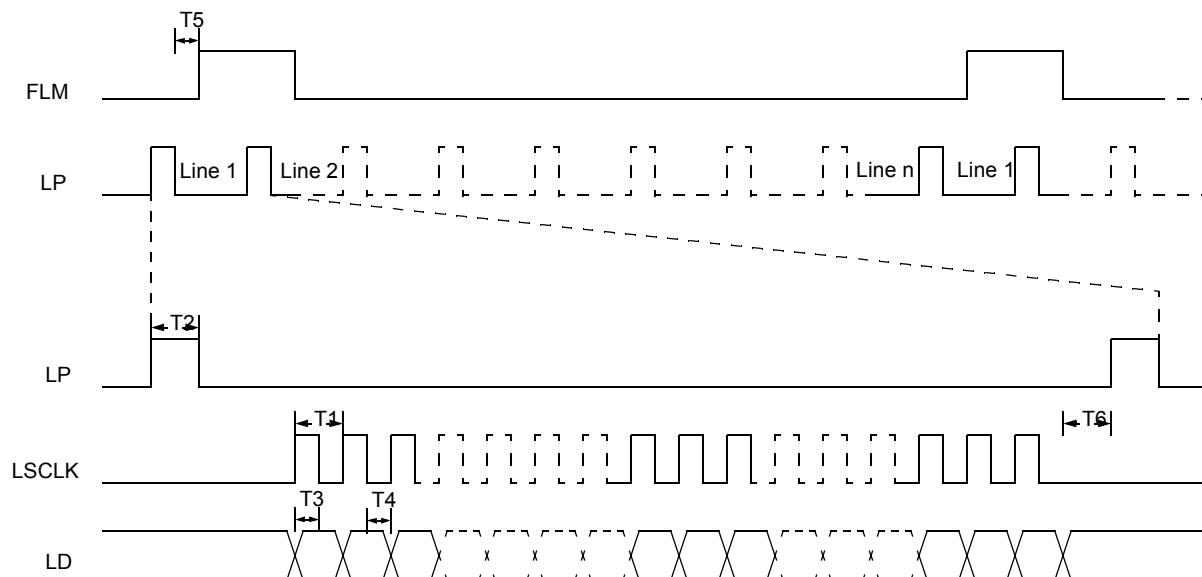 T5
FLM
Line 1 Line 2 Line n Line 1
LP
T2
LP
T1 T6
LSCLK
T3 T4
LD